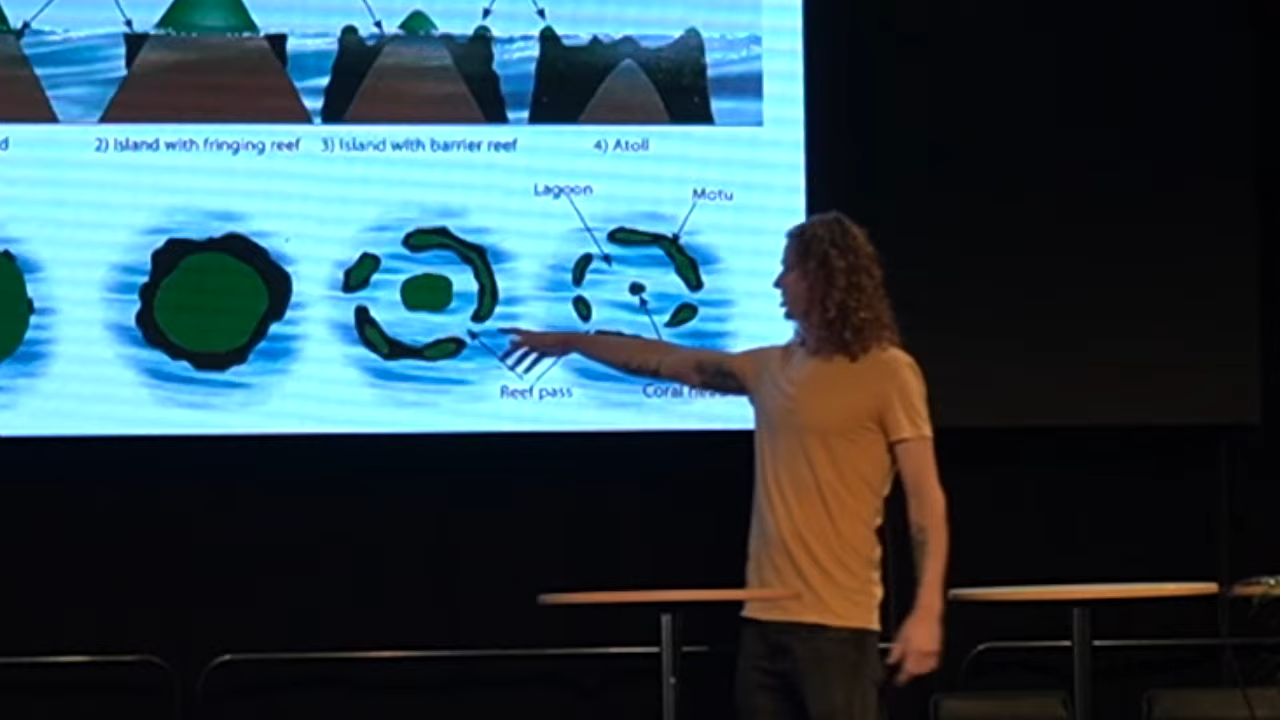 d
2) Island with fringing reef
3) Island with barrier reef
4) Atoll
Lagoon
Motu
Reef pass
Coral